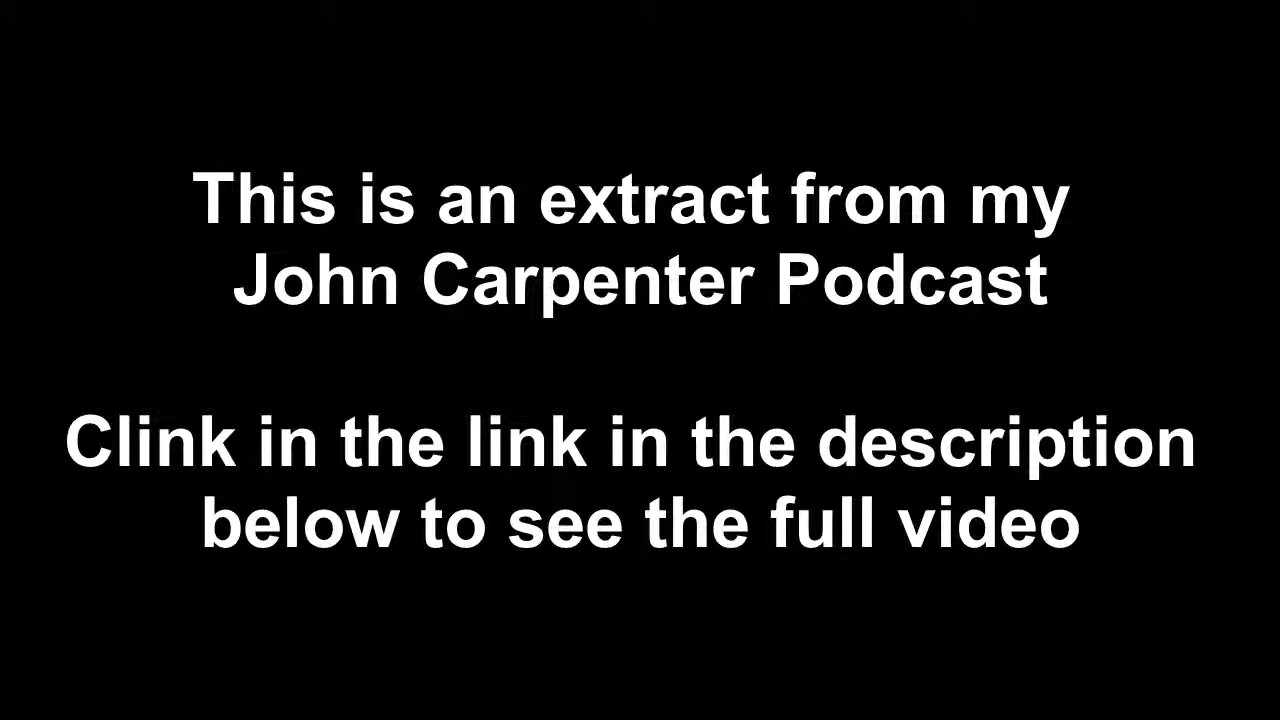 This is an extract from my
John Carpenter Podcast
Clink in the link in the description
below to see the full video